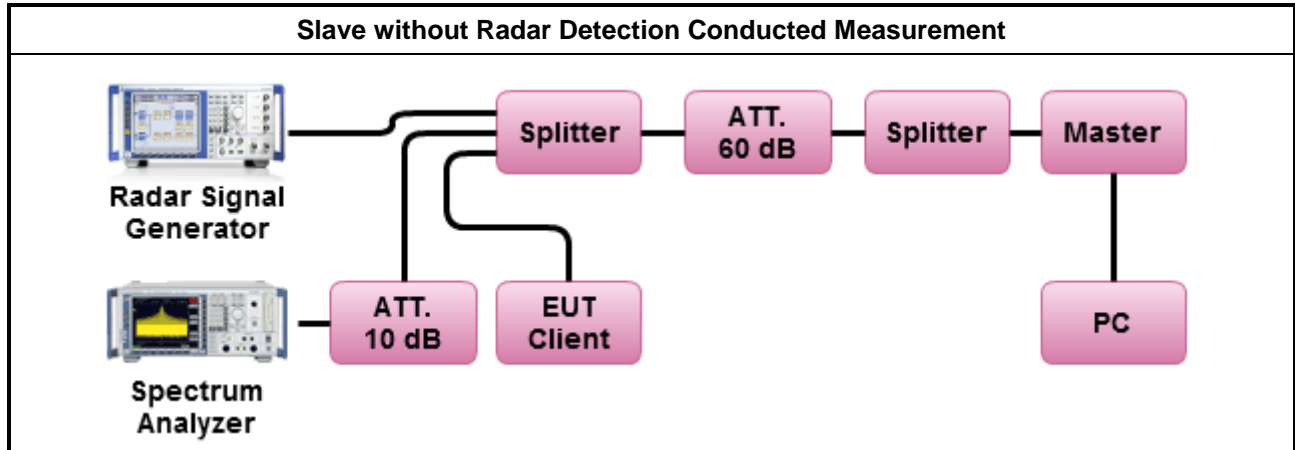 Slave without Radar Detection Conducted Measurement
Radar Signal
Generator
Splitter
ATT.
60 dB
Splitter
Master
Spectrum
Analyzer
ATT.
10 dB
EUT
Client
PC